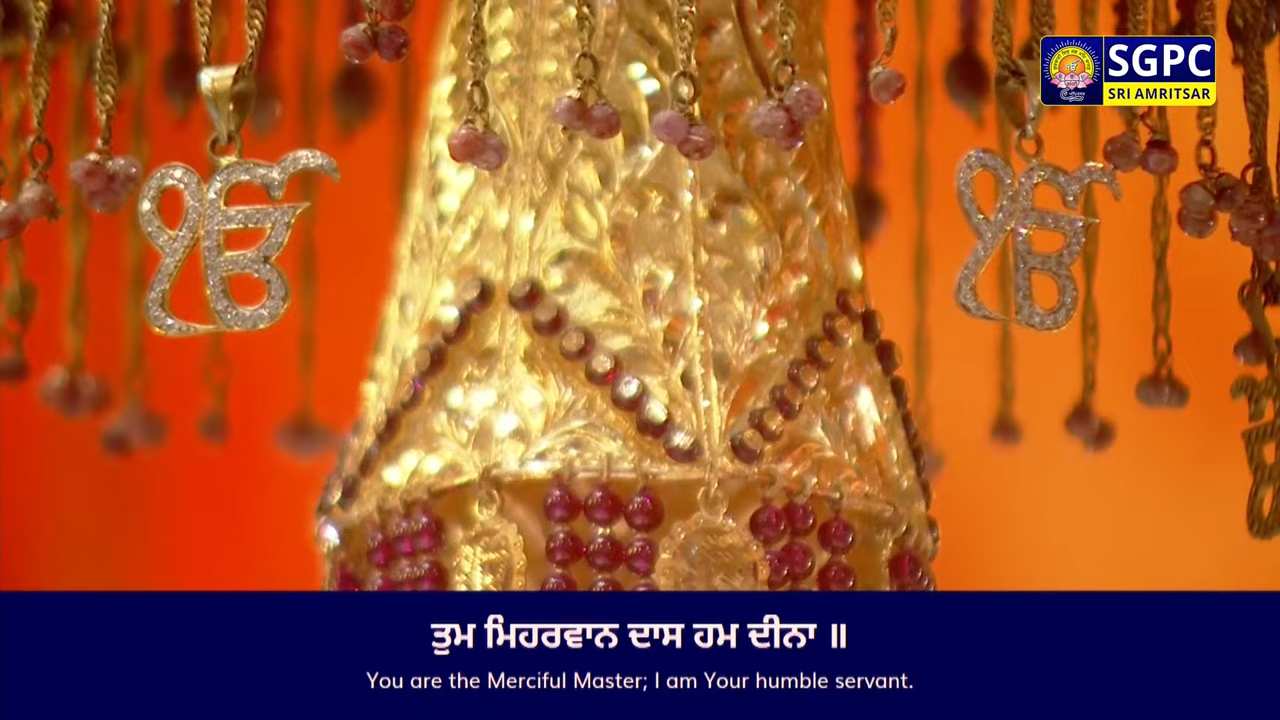 SGPC
SRI AMRITSAR
ੴ
ੴ
ਤੁਮ ਮਿਹਰਵਾਨ ਦਾਸ ਹਮ ਦੀਨਾ ॥
You are the Merciful Master; I am Your humble servant.